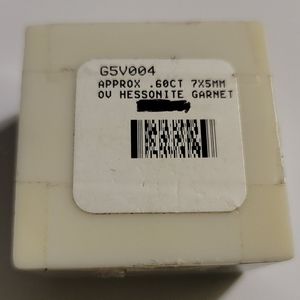 G5V004
APPROX .60CT 7X5MM
OV HESSONITE GARNET